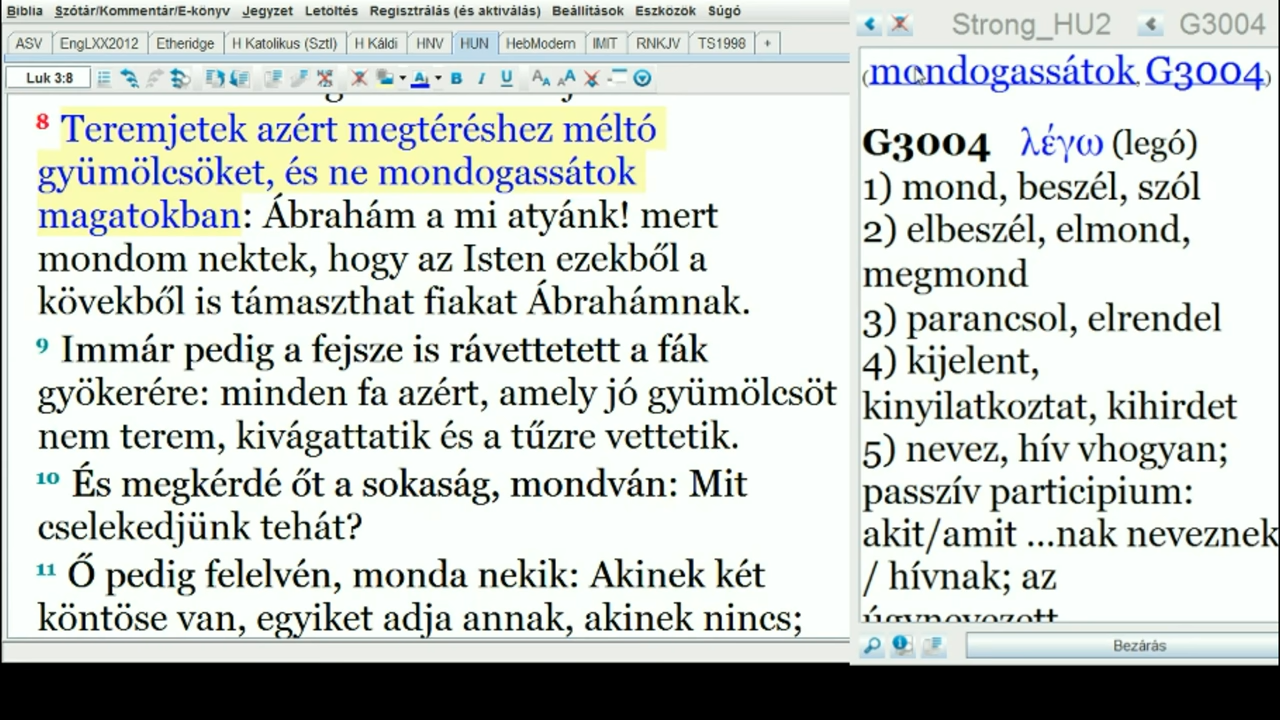 Biblia Szótár/Kommentár/E-könyv Jegyzet Letöltés Regisztrálás (és aktiválás) Beállítások Eszközök Súgó
ASV EngLXX2012 Etheridge H Katolikus (Sztl) H Káldi HNV HUN HebModern IMIT RNKJV TS1998 +
Luk 3:8
8 Teremjetek azért megtéréshez méltó
gyümölcsöket, és ne mondogassátok
magatokban: Ábrahám a mi atyánk! mert
mondom nektek, hogy az Isten ezekből a
kövekből is támaszthat fiakat Ábrahámnak.
9 Immár pedig a fejsze is rávettetett a fák
gyökerére: minden fa azért, amely jó gyümölcsöt
nem terem, kivágattatik és a tűzre vettetik.
10 És megkérdé őt a sokaság, mondván: Mit
cselekedjünk tehát?
11 Ő pedig felelvén, monda nekik: Akinek két
köntöse van, egyiket adja annak, akinek nincs;
Strong_HU2 G3004
(mondogassátok, G3004)
G3004 λέγω (legó)
1) mond, beszél, szól
2) elbeszél, elmond,
megmond
3) parancsol, elrendel
4) kijelent,
kinyilatkoztat, kihirdet
5) nevez, hív vhogyan;
passzív participium:
akit/amit ...nak neveznek
/ hívnak; az
úgynevezett
Bezárás